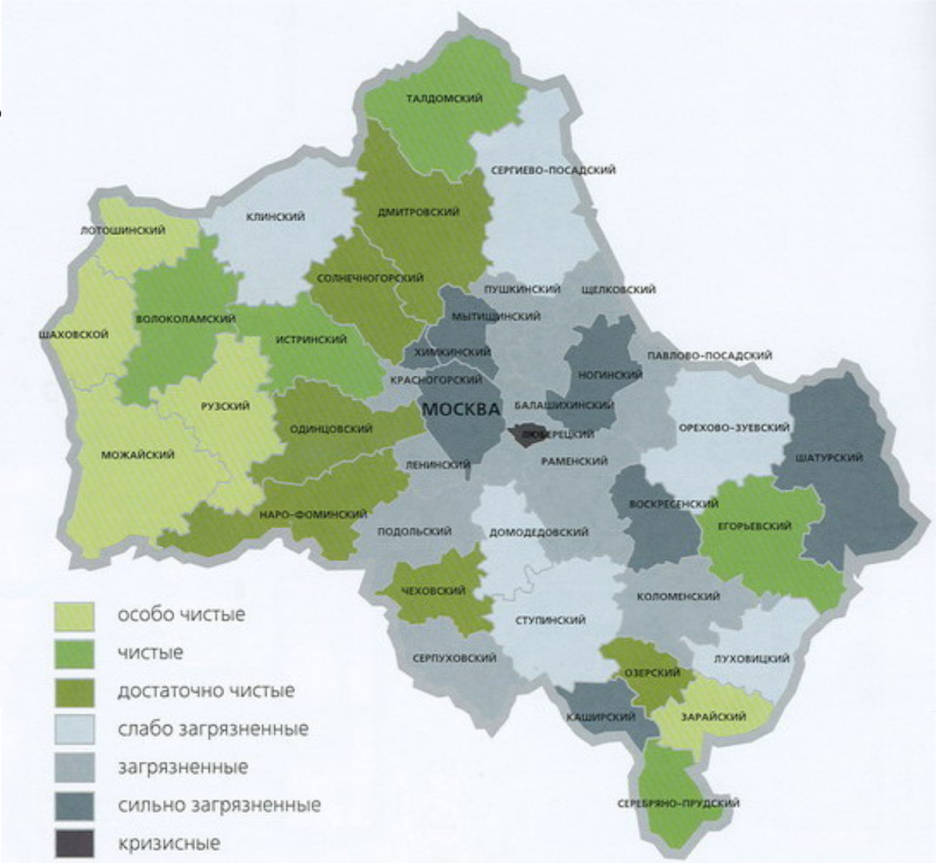 ТАЛДОМСКИЙ
СЕРГИЕВО-ПОСАДСКИЙ
КЛИНСКИЙ
ДМИТРОВСКИЙ
ЛОТОШИНСКИЙ
СОЛНЕЧНОГОРСКИЙ
ПУШКИНСКИЙ
ЩЕЛКОВСКИЙ
ВОЛОКОЛАМСКИЙ
МЫТИЩИНСКИЙ
ШАХОВСКОЙ
ИСТРИНСКИЙ
ХИМКИНСКИЙ
ПАВЛОВО-ПОСАДСКИЙ
НОГИНСКИЙ
КРАСНОГОРСКИЙ
РУЗСКИЙ
МОСКВА
БАЛАШИХИНСКИЙ
ОДИНЦОВСКИЙ
ЛЮБЕРЕЦКИЙ
ОРЕХОВО-ЗУЕВСКИЙ
МОЖАЙСКИЙ
ЛЕНИНСКИЙ
РАМЕНСКИЙ
ШАТУРСКИЙ
ВОСКРЕСЕНСКИЙ
НАРО-ФОМИНСКИЙ
ЕГОРЬЕВСКИЙ
ПОДОЛЬСКИЙ
ДОМОДЕДОВСКИЙ
ЧЕХОВСКИЙ
КОЛОМЕНСКИЙ
СТУПИНСКИЙ
СЕРПУХОВСКИЙ
ЛУХОВИЦКИЙ
ОЗЕРСКИЙ
КАШИРСКИЙ
ЗАРАЙСКИЙ
СЕРЕБРЯНО-ПРУДСКИЙ
особо чистые
чистые
достаточно чистые
слабо загрязненные
загрязненные
сильно загрязненные
кризисные